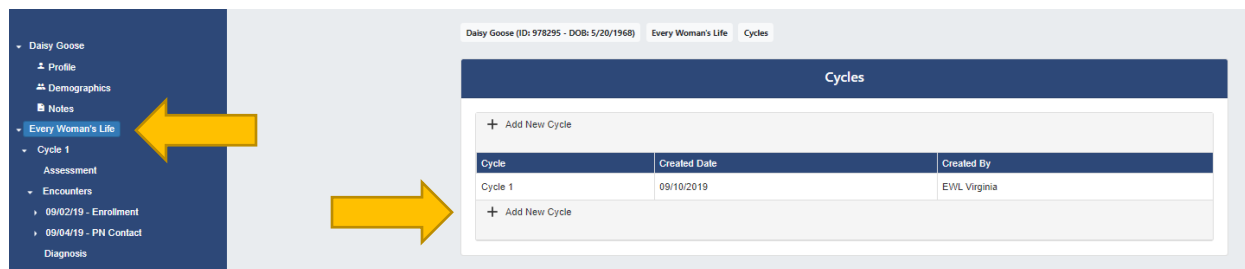 Daisy Goose
Profile
Demographics
Notes
Every Woman's Life
Cycle 1
Assessment
Encounters
09/02/19 - Enrollment
09/04/19 - PN Contact
Diagnosis
Daisy Goose (ID: 978295 - DOB: 5/20/1968) Every Woman's Life Cycles
Cycles
+ Add New Cycle
Cycle Created Date Created By
Cycle 1 09/10/2019 EWL Virginia
+ Add New Cycle